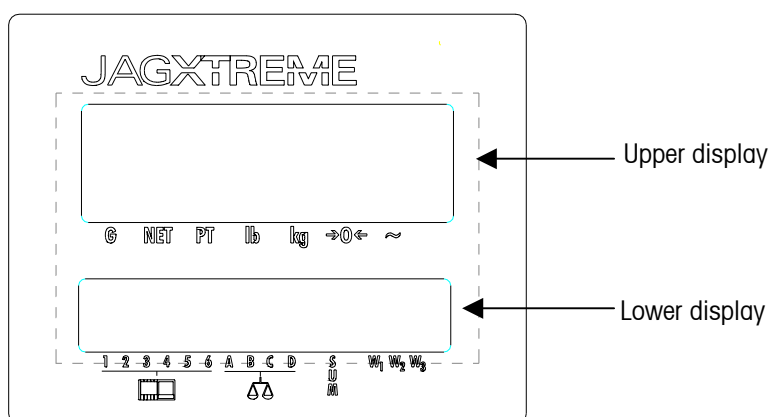 JAGXTREME
Upper display
G NET PT lb kg →0← ~
Lower display
1 2 3 4 5 6 A B C D SUM W1 W2 W3